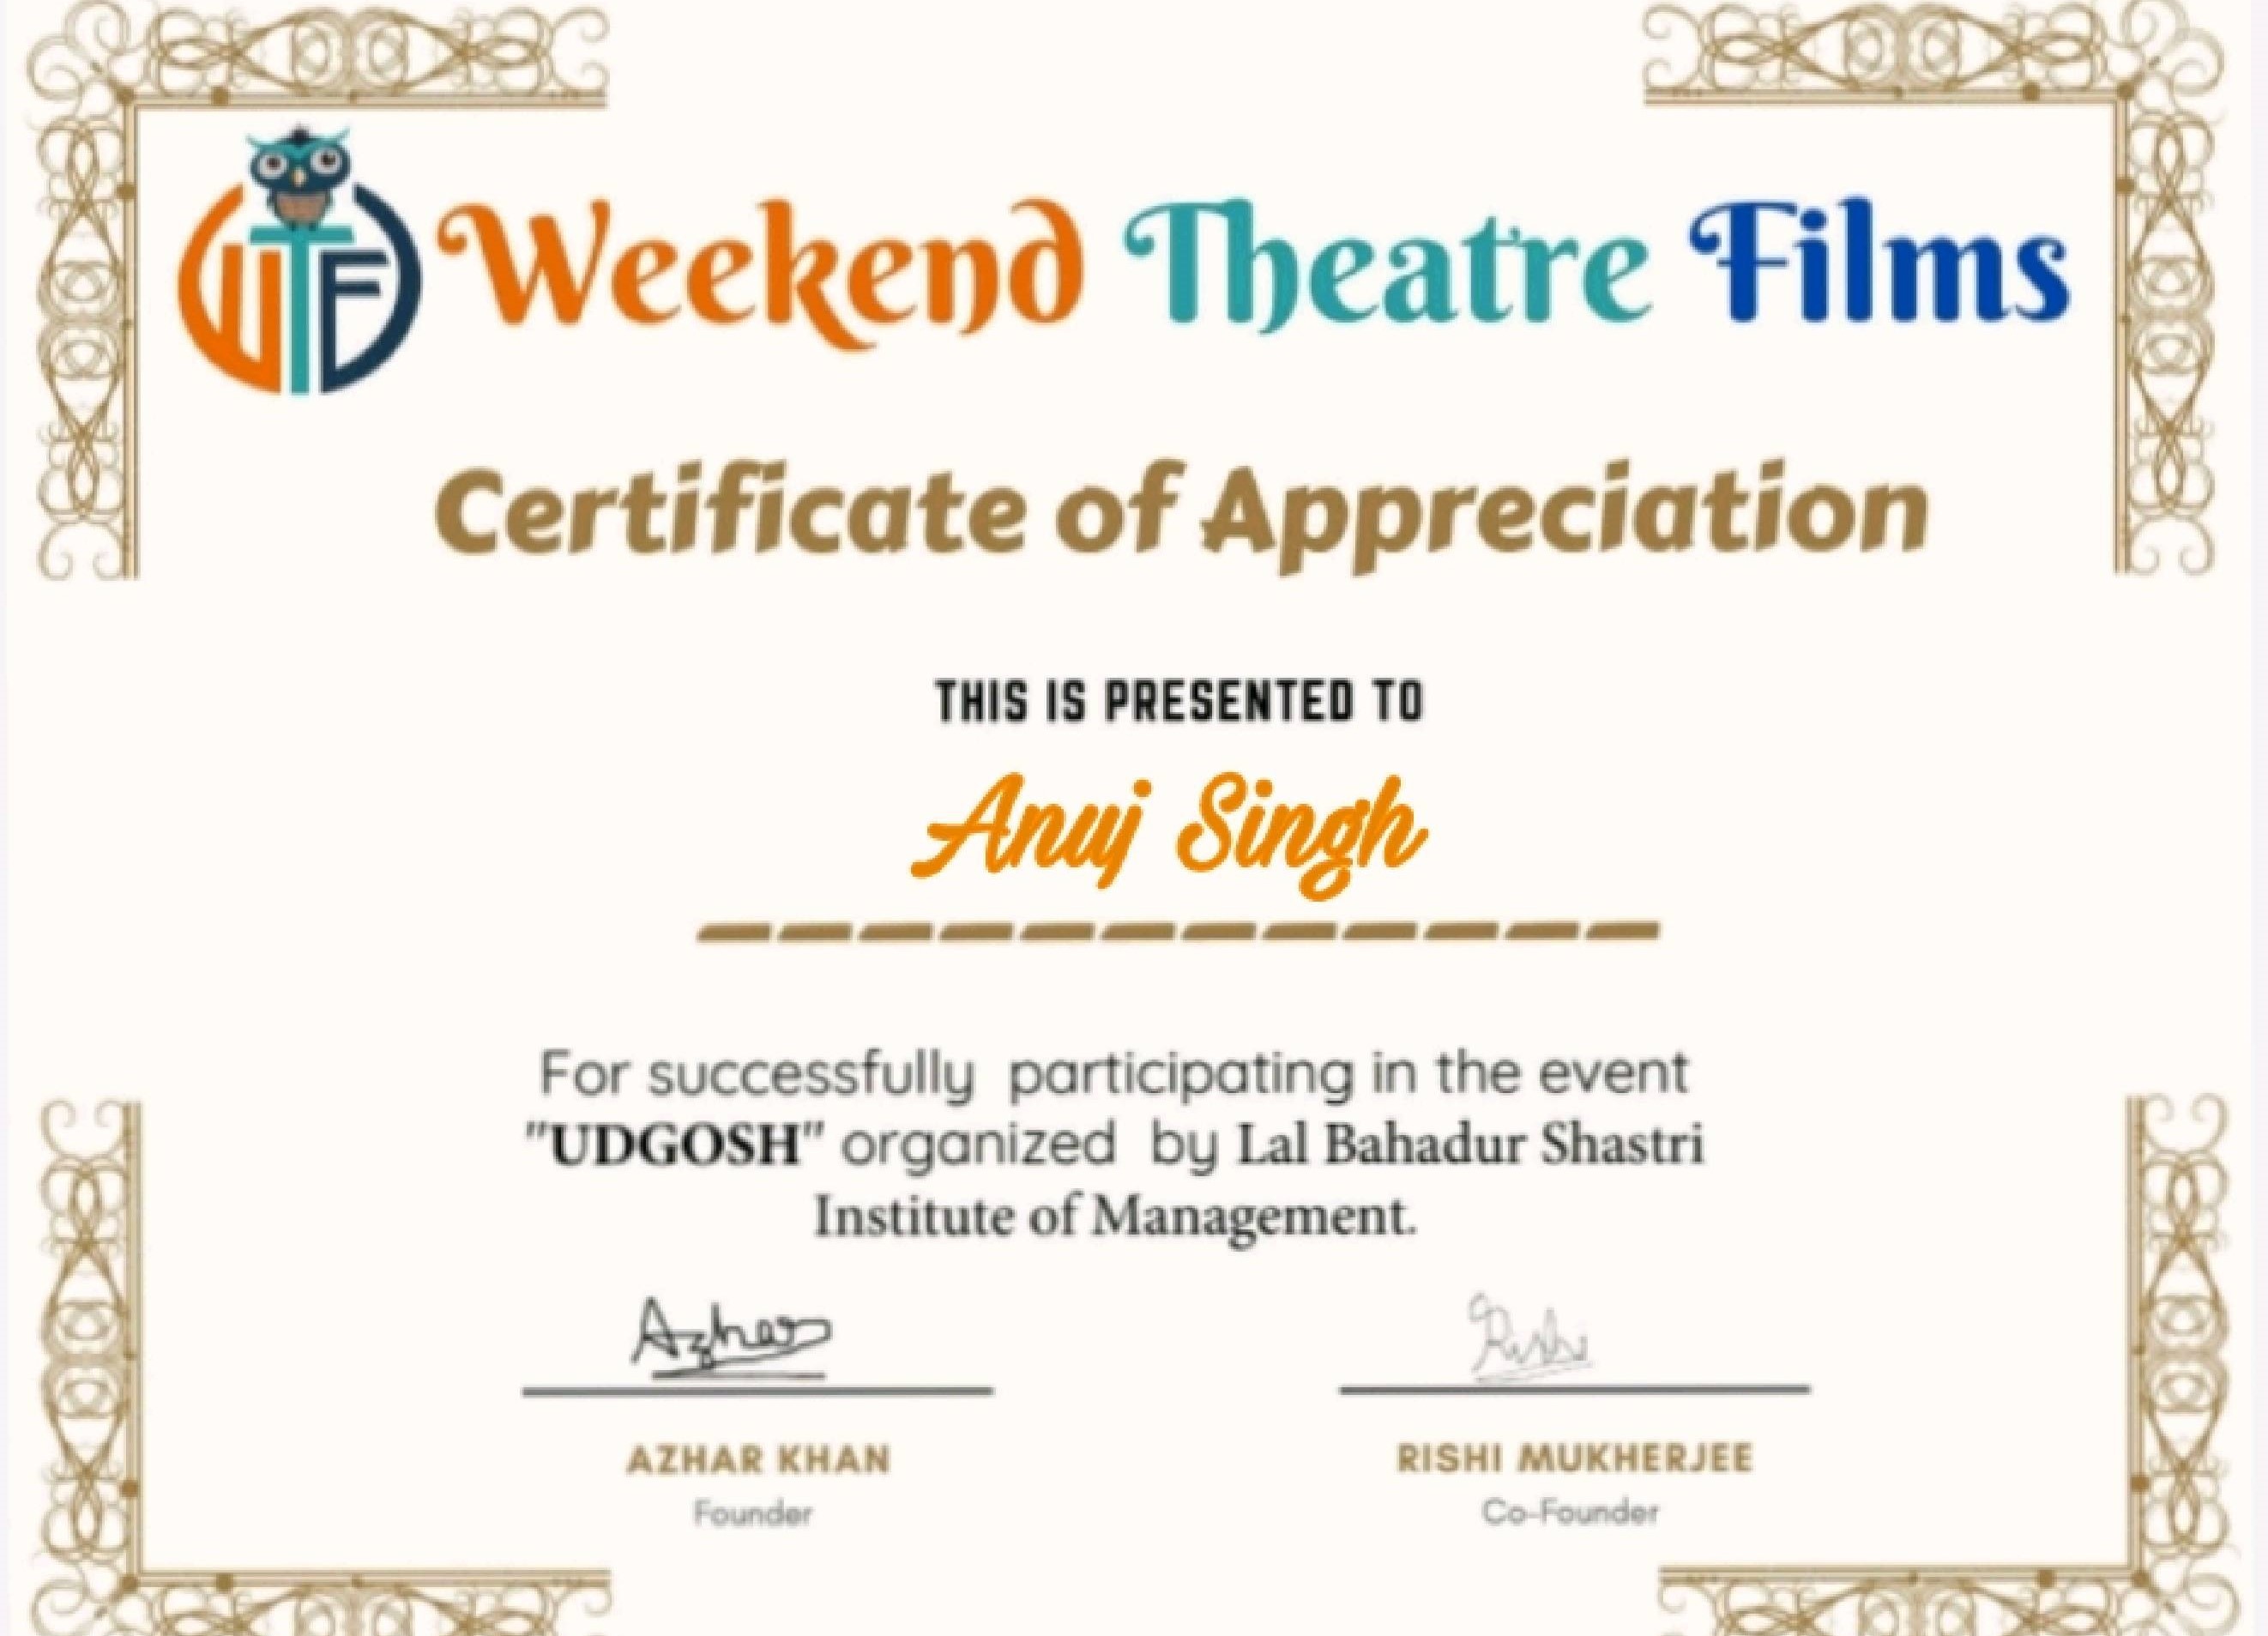 WTF
Weekend Theatre Films
Certificate of Appreciation
THIS IS PRESENTED TO
Anuj Singh
For successfully participating in the event
"UDGOSH" organized by Lal Bahadur Shastri
Institute of Management.
Azhar Rishi
AZHAR KHAN RISHI MUKHERJEE
Founder Co-Founder